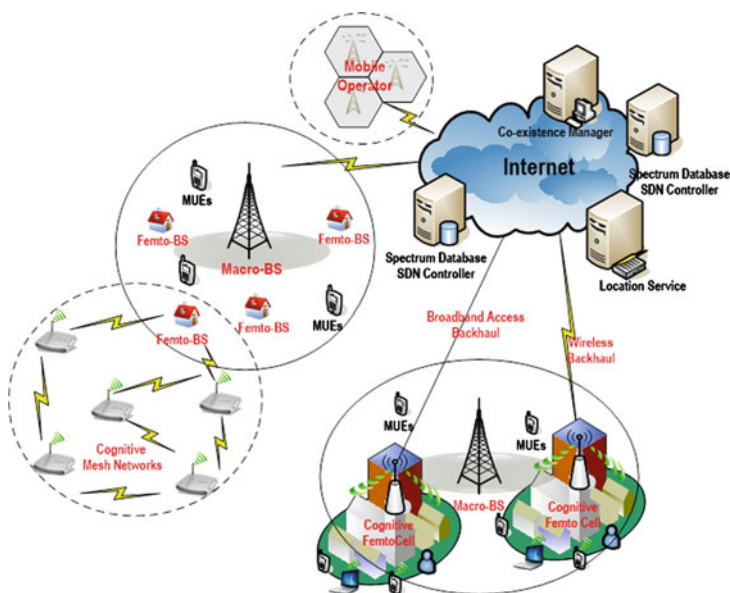 Mobile
Operator
Co-existence Manager
Internet
Spectrum Database
SDN Controller
MUEs
Femto-BS
Femto-BS
Macro-BS
Spectrum Database
SDN Controller
Location Service
MUEs
Femto-BS
Femto-BS
Broadband Access
Backhaul
Wireless
Backhaul
Cognitive
Mesh Networks
MUEs
MUEs
Macro-BS
Cognitive
FemtoCell
Cognitive
Femto Cell